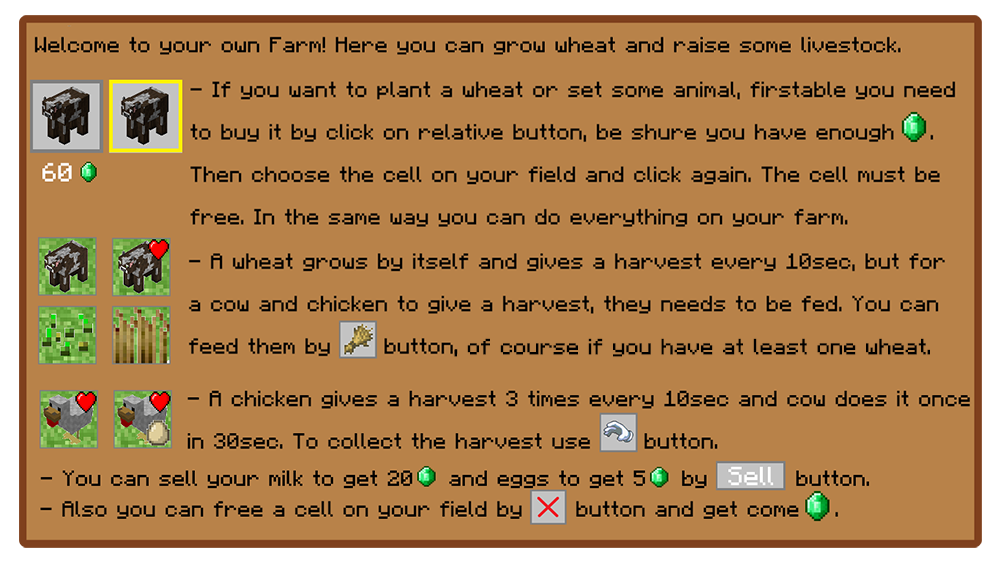 Welcome to your own Farm! Here you can grow wheat and raise some livestock.
- If you want to plant a wheat or set some animal, firstable you need
to buy it by click on relative button, be shure you have enough .
60
Then choose the cell on your field and click again. The cell must be
free. In the same way you can do everything on your farm.
- A wheat grows by itself and gives a harvest every 10sec, but for
a cow and chicken to give a harvest, they needs to be fed. You can
feed them by button, of course if you have at least one wheat.
- A chicken gives a harvest 3 times every 10sec and cow does it once
in 30sec. To collect the harvest use button.
- You can sell your milk to get 20 and eggs to get 5 by Sell button.
- Also you can free a cell on your field by button and get come .